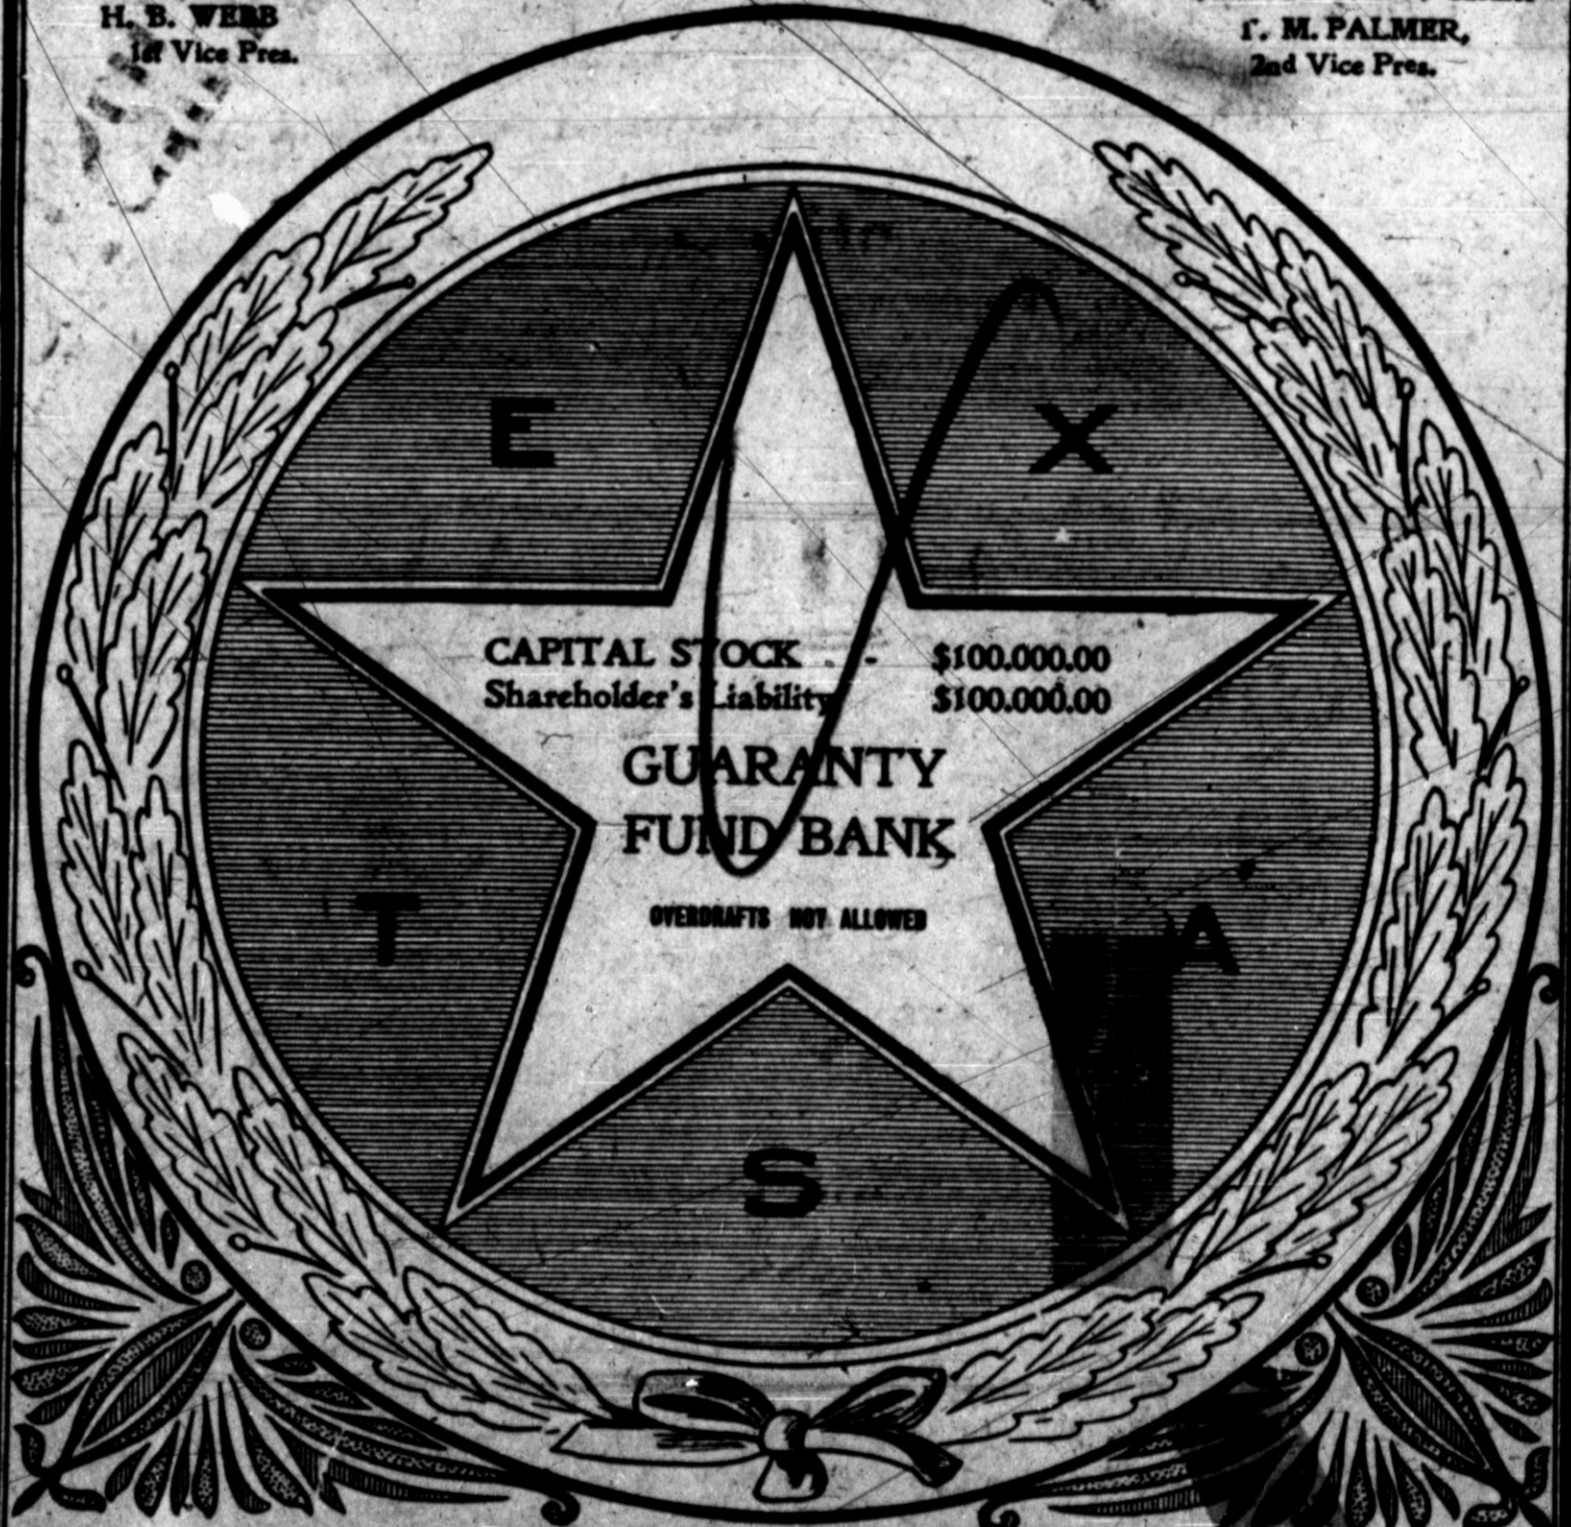 H. B. WEBB
1st Vice Pres.
M. PALMER,
2nd Vice Pres.
T E X A S
CAPITAL STOCK - - $100.000.00
Shareholder's Liability $100.000.00
GUARANTY
FUND BANK
OVERDRAFTS NOT ALLOWED